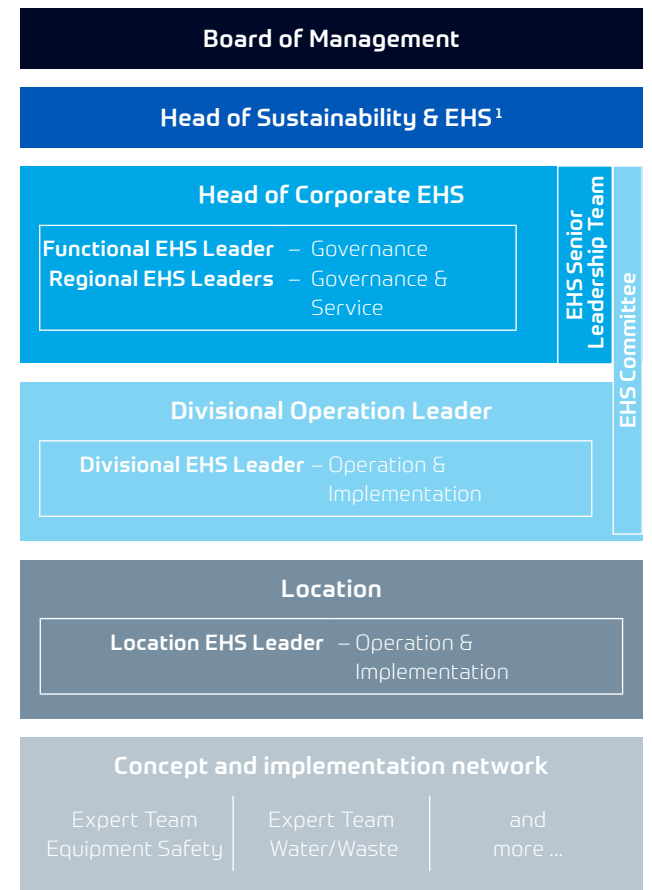 Board of Management
Head of Sustainability & EHS¹
Head of Corporate EHS
Functional EHS Leader – Governance
Regional EHS Leaders – Governance &
Service
EHS Senior
Leadership Team
EHS Committee
Divisional Operation Leader
Divisional EHS Leader – Operation &
Implementation
Location
Location EHS Leader – Operation &
Implementation
Concept and implementation network
Expert Team
Equipment Safety
Expert Team
Water/Waste
and
more ...